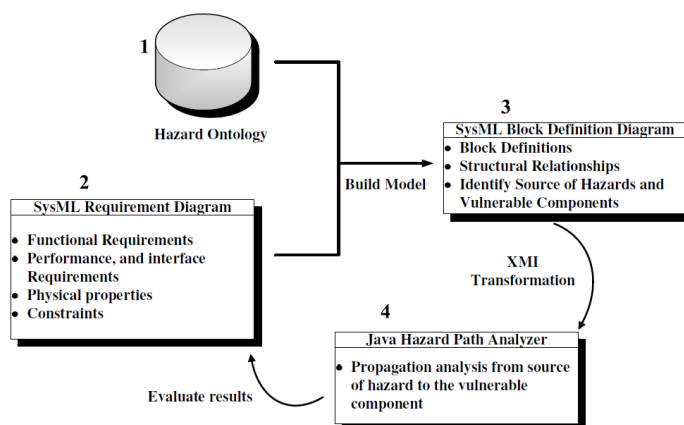 1
Hazard Ontology
2
SysML Requirement Diagram
• Functional Requirements
• Performance, and interface
Requirements
• Physical properties
• Constraints
Build Model
3
SysML Block Definition Diagram
• Block Definitions
• Structural Relationships
• Identify Source of Hazards and
Vulnerable Components
XMI
Transformation
4
Java Hazard Path Analyzer
• Propagation analysis from source
of hazard to the vulnerable
component
Evaluate results